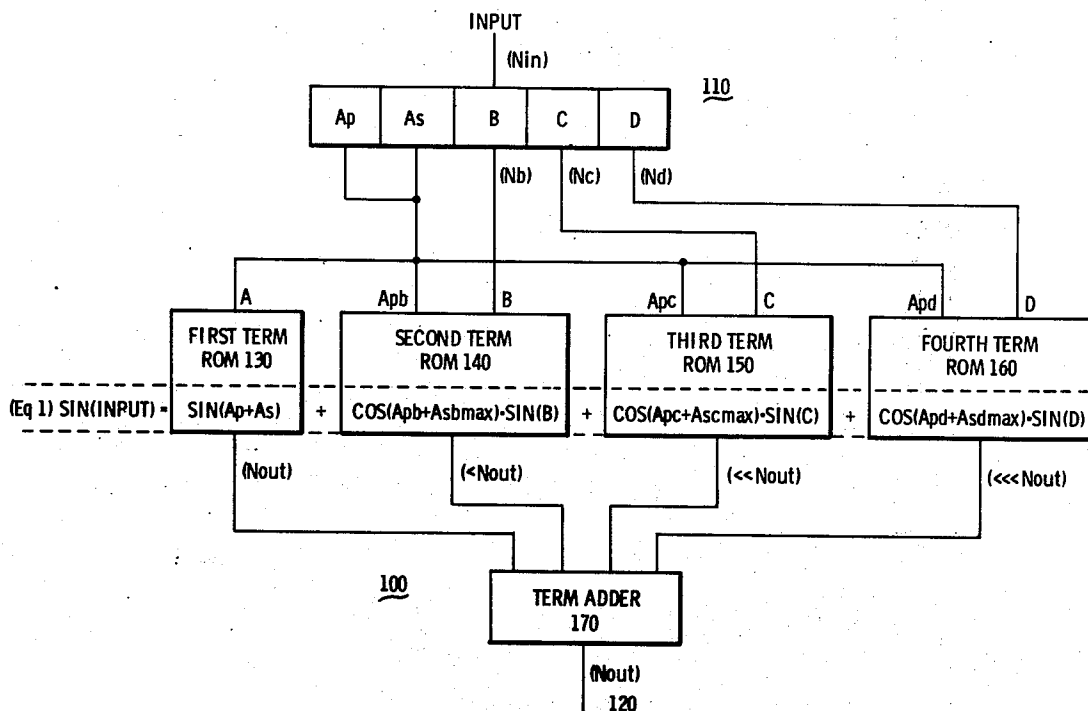 INPUT
(Nin)
110
Ap As B C D
(Nb) (Nc) (Nd)
A Apb B Apc C Apd D
FIRST TERM
ROM 130
SECOND TERM
ROM 140
THIRD TERM
ROM 150
FOURTH TERM
ROM 160
(Eq 1) SIN(INPUT) = SIN(Ap+As) + COS(Apb+Asbmax)•SIN(B) + COS(Apc+Ascmax)•SIN(C) + COS(Apd+Asdmax)•SIN(D)
(Nout) (<Nout) (<<Nout) (<<<Nout)
100
TERM ADDER
170
(Nout)
120